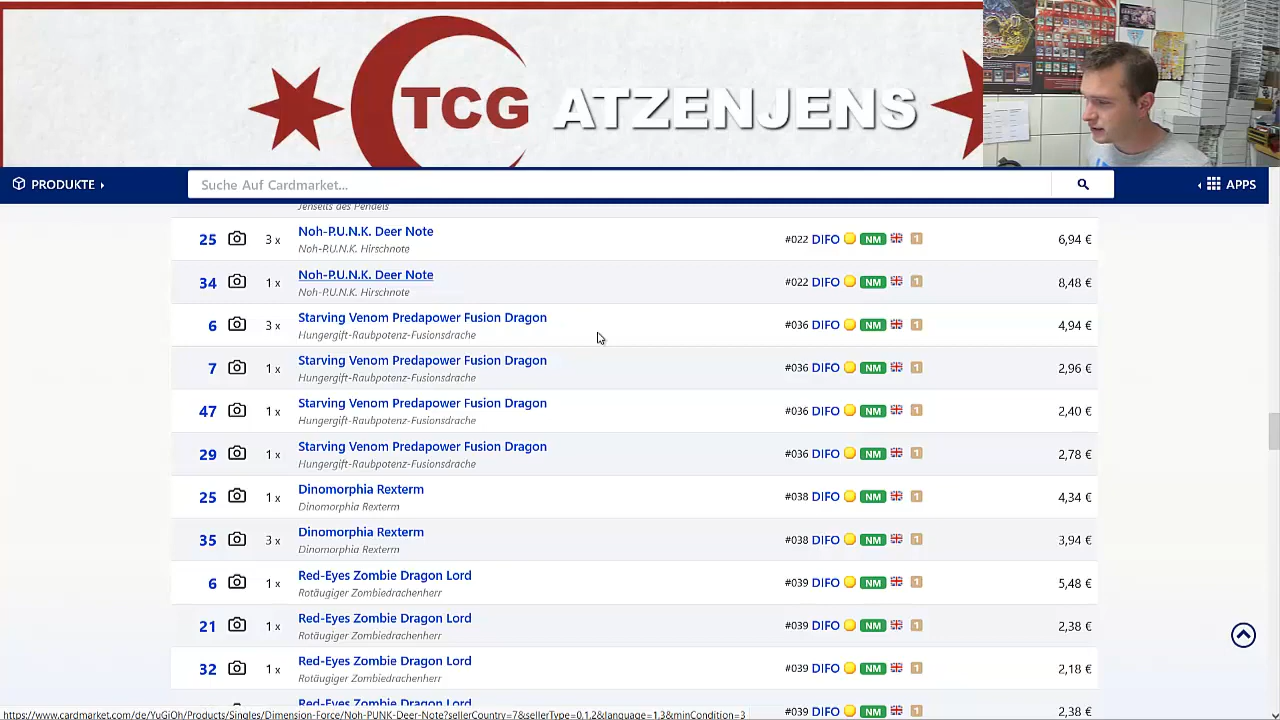 TCG ATZENJENS
PRODUKTE
Suche Auf Cardmarket...
APPS
Jenseits des Pendels
25 3 x Noh-P.U.N.K. Deer Note #022 DIFO NM 1 6,94 €
Noh-P.U.N.K. Hirschnote
34 1 x Noh-P.U.N.K. Deer Note #022 DIFO NM 1 8,48 €
Noh-P.U.N.K. Hirschnote
6 3 x Starving Venom Predapower Fusion Dragon #036 DIFO NM 1 4,94 €
Hungergift-Raubpotenz-Fusionsdrache
7 1 x Starving Venom Predapower Fusion Dragon #036 DIFO NM 1 2,96 €
Hungergift-Raubpotenz-Fusionsdrache
47 1 x Starving Venom Predapower Fusion Dragon #036 DIFO NM 1 2,40 €
Hungergift-Raubpotenz-Fusionsdrache
29 1 x Starving Venom Predapower Fusion Dragon #036 DIFO NM 1 2,78 €
Hungergift-Raubpotenz-Fusionsdrache
25 1 x Dinomorphia Rexterm #038 DIFO NM 1 4,34 €
Dinomorphia Rexterm
35 3 x Dinomorphia Rexterm #038 DIFO NM 1 3,94 €
Dinomorphia Rexterm
6 1 x Red-Eyes Zombie Dragon Lord #039 DIFO NM 1 5,48 €
Rotäugiger Zombiedrachenherr
21 1 x Red-Eyes Zombie Dragon Lord #039 DIFO NM 1 2,38 €
Rotäugiger Zombiedrachenherr
32 1 x Red-Eyes Zombie Dragon Lord #039 DIFO NM 1 2,18 €
Rotäugiger Zombiedrachenherr
Red-Eyes Zombie Dragon Lord #039 DIFO NM 1 2,38 €
https://www.cardmarket.com/de/YuGiOh/Products/Singles/Dimension-Force/Noh-PUNK-Deer-Note?sellerCountry=7&sellerType=0,1,2&language=1,3&minCondition=3